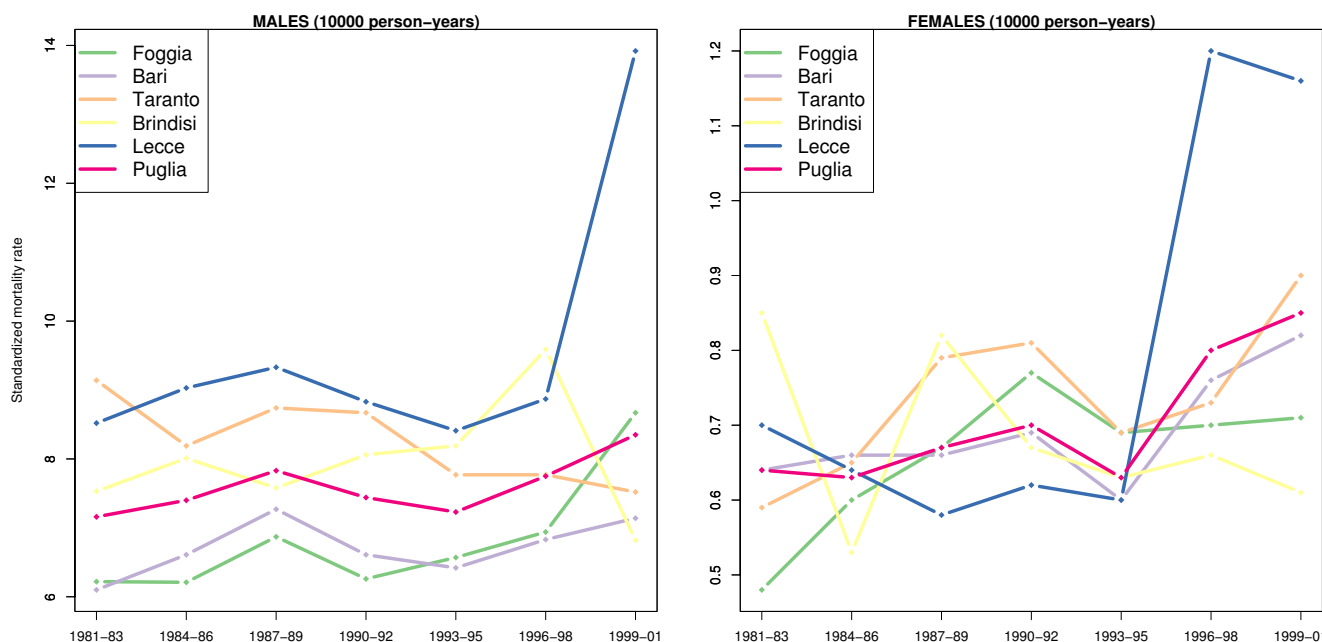 MALES (10000 person−years)
Standardized mortality rate
14
12
10
8
6
Foggia
Bari
Taranto
Brindisi
Lecce
Puglia
1981−83 1984−86 1987−89 1990−92 1993−95 1996−98 1999−01
FEMALES (10000 person−years)
1.2
1.1
1.0
0.9
0.8
0.7
0.6
0.5
Foggia
Bari
Taranto
Brindisi
Lecce
Puglia
1981−83 1984−86 1987−89 1990−92 1993−95 1996−98 1999−0